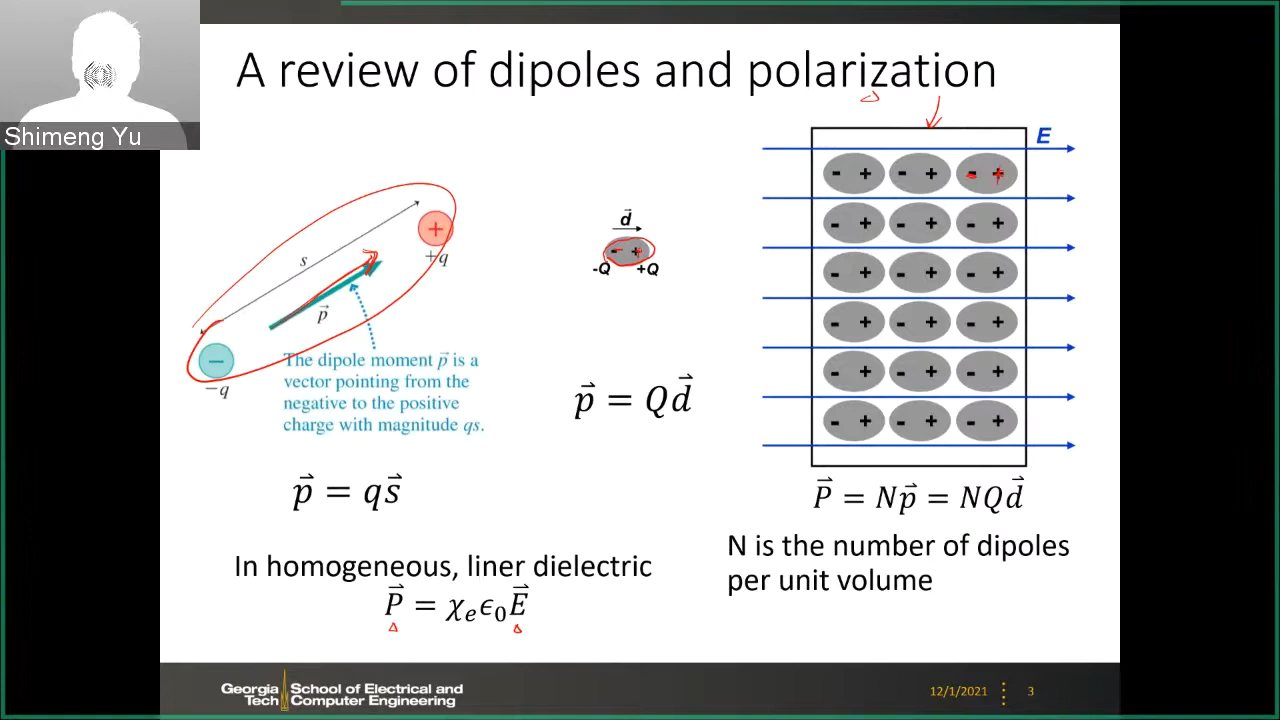 Shimeng Yu
A review of dipoles and polarization
E
+
+q
s
p⃗
−
−q
The dipole moment p⃗ is a
vector pointing from the
negative to the positive
charge with magnitude qs.
p⃗ = qs⃗
d⃗
- +
-Q +Q
p⃗ = Qd⃗
- + - + - +
- + - + - +
- + - + - +
- + - + - +
- + - + - +
- + - + - +
P⃗ = Np⃗ = NQd⃗
N is the number of dipoles
per unit volume
In homogeneous, liner dielectric
P⃗ = χₑϵ₀E⃗
Georgia Tech
School of Electrical and
Computer Engineering
12/1/2021
3